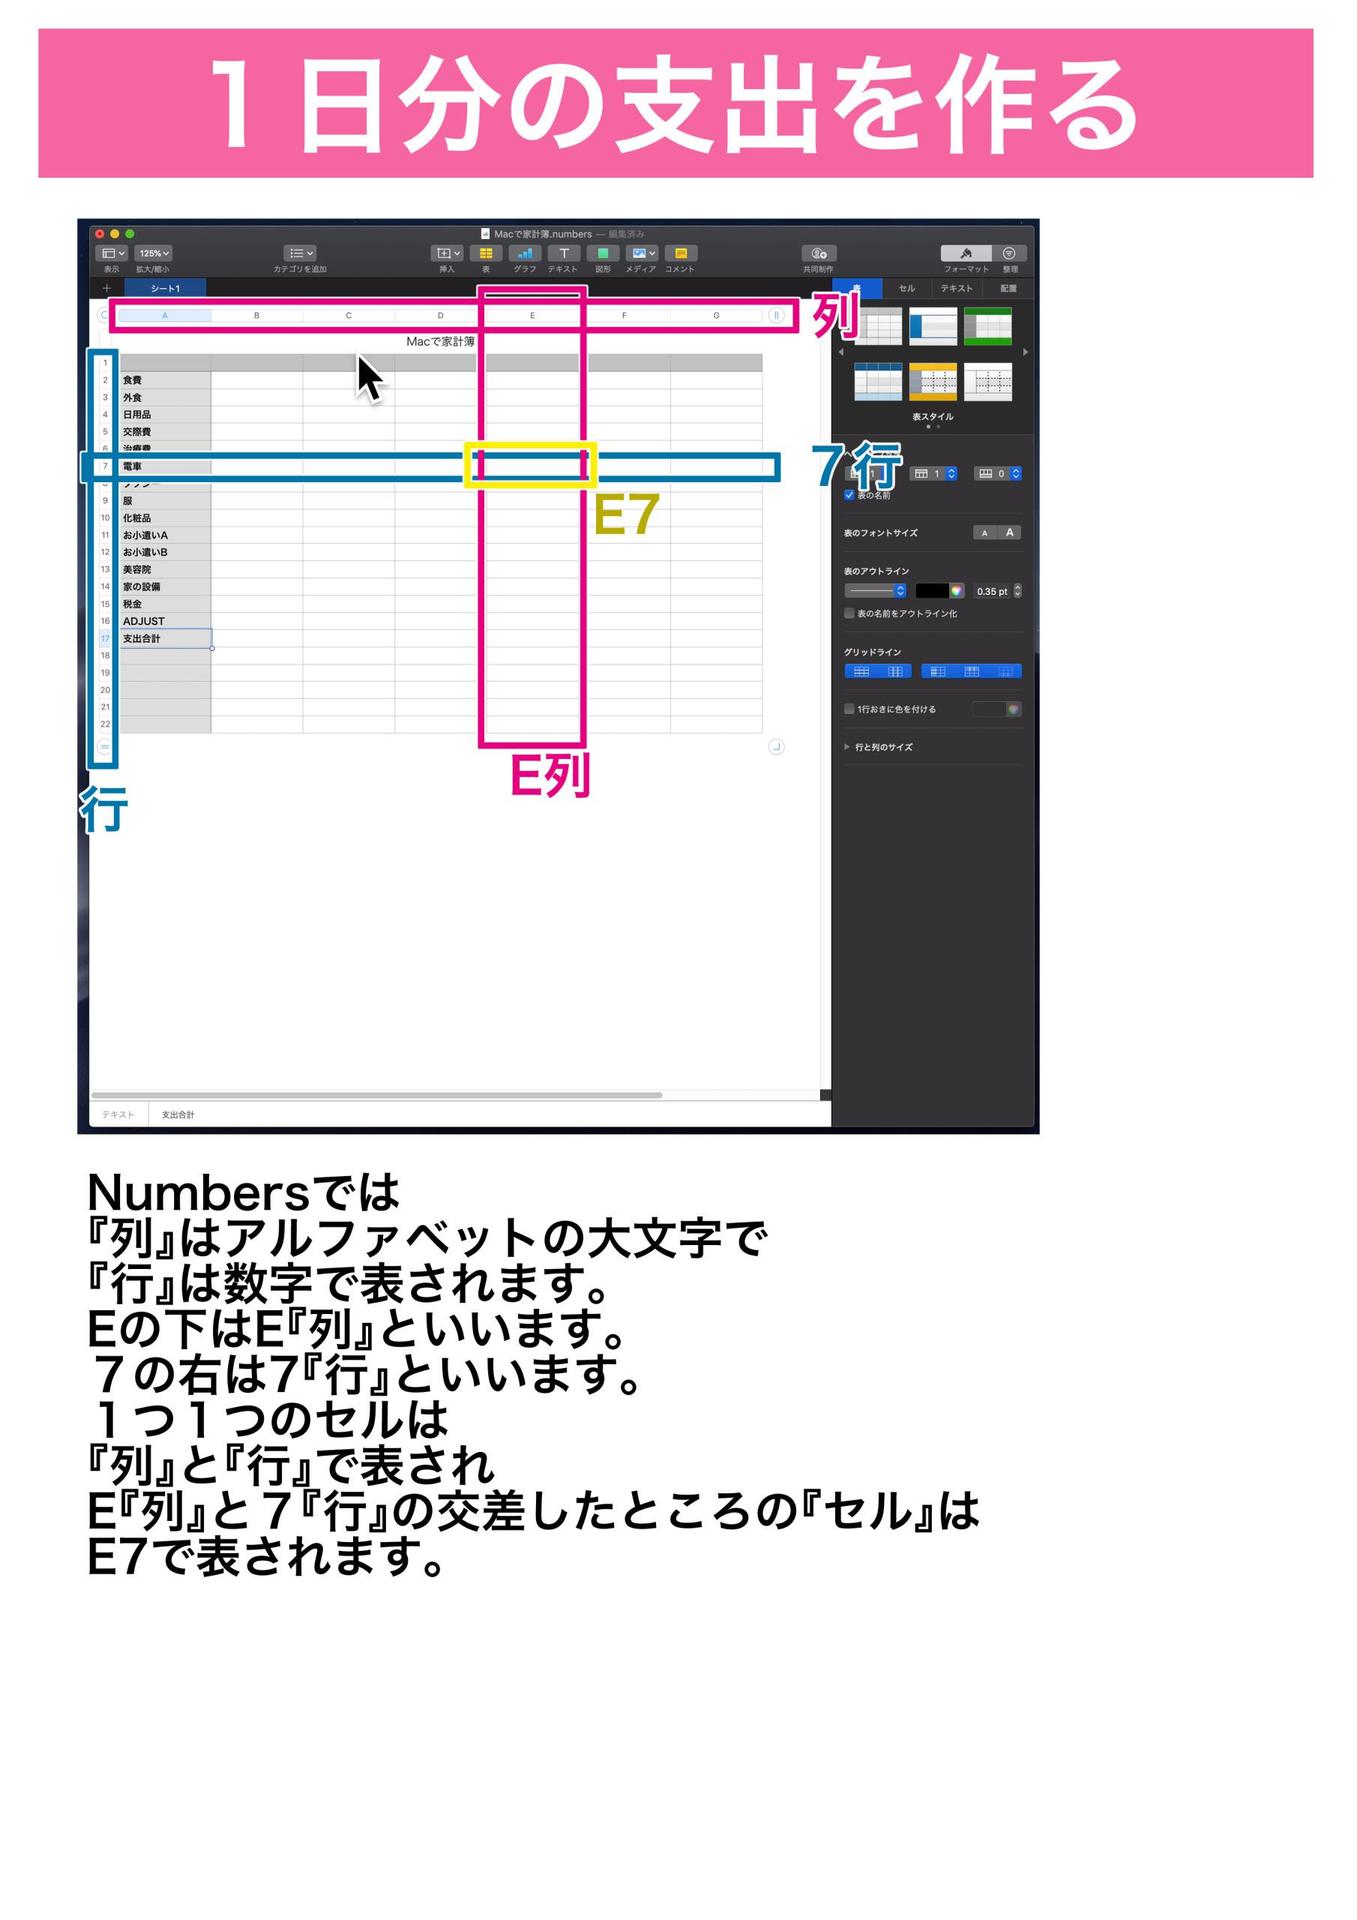 １日分の支出を作る
Macで家計簿.numbers — 編集済み
125%
表示 拡大/縮小 カテゴリを追加 挿入 表 グラフ テキスト 図形 メディア コメント 共同制作 フォーマット 整理
シート1
表 セル テキスト 配置
列
A B C D E F G
Macで家計簿
1
2 食費
3 外食
4 日用品
5 交際費
6 治療費
7 電車
7行
8
9 服
E7
10 化粧品
11 お小遣いA
12 お小遣いB
13 美容院
14 家の設備
15 税金
16 ADJUST
17 支出合計
18
19
20
21
22
E列
行
表スタイル
1 1 0
表の名前
表のフォントサイズ A A
表のアウトライン
0.35 pt
表の名前をアウトライン化
グリッドライン
1行おきに色を付ける
行と列のサイズ
テキスト 支出合計
Numbersでは
『列』はアルファベットの大文字で
『行』は数字で表されます。
Eの下はE『列』といいます。
７の右は7『行』といいます。
１つ１つのセルは
『列』と『行』で表され
E『列』と７『行』の交差したところの『セル』は
E7で表されます。